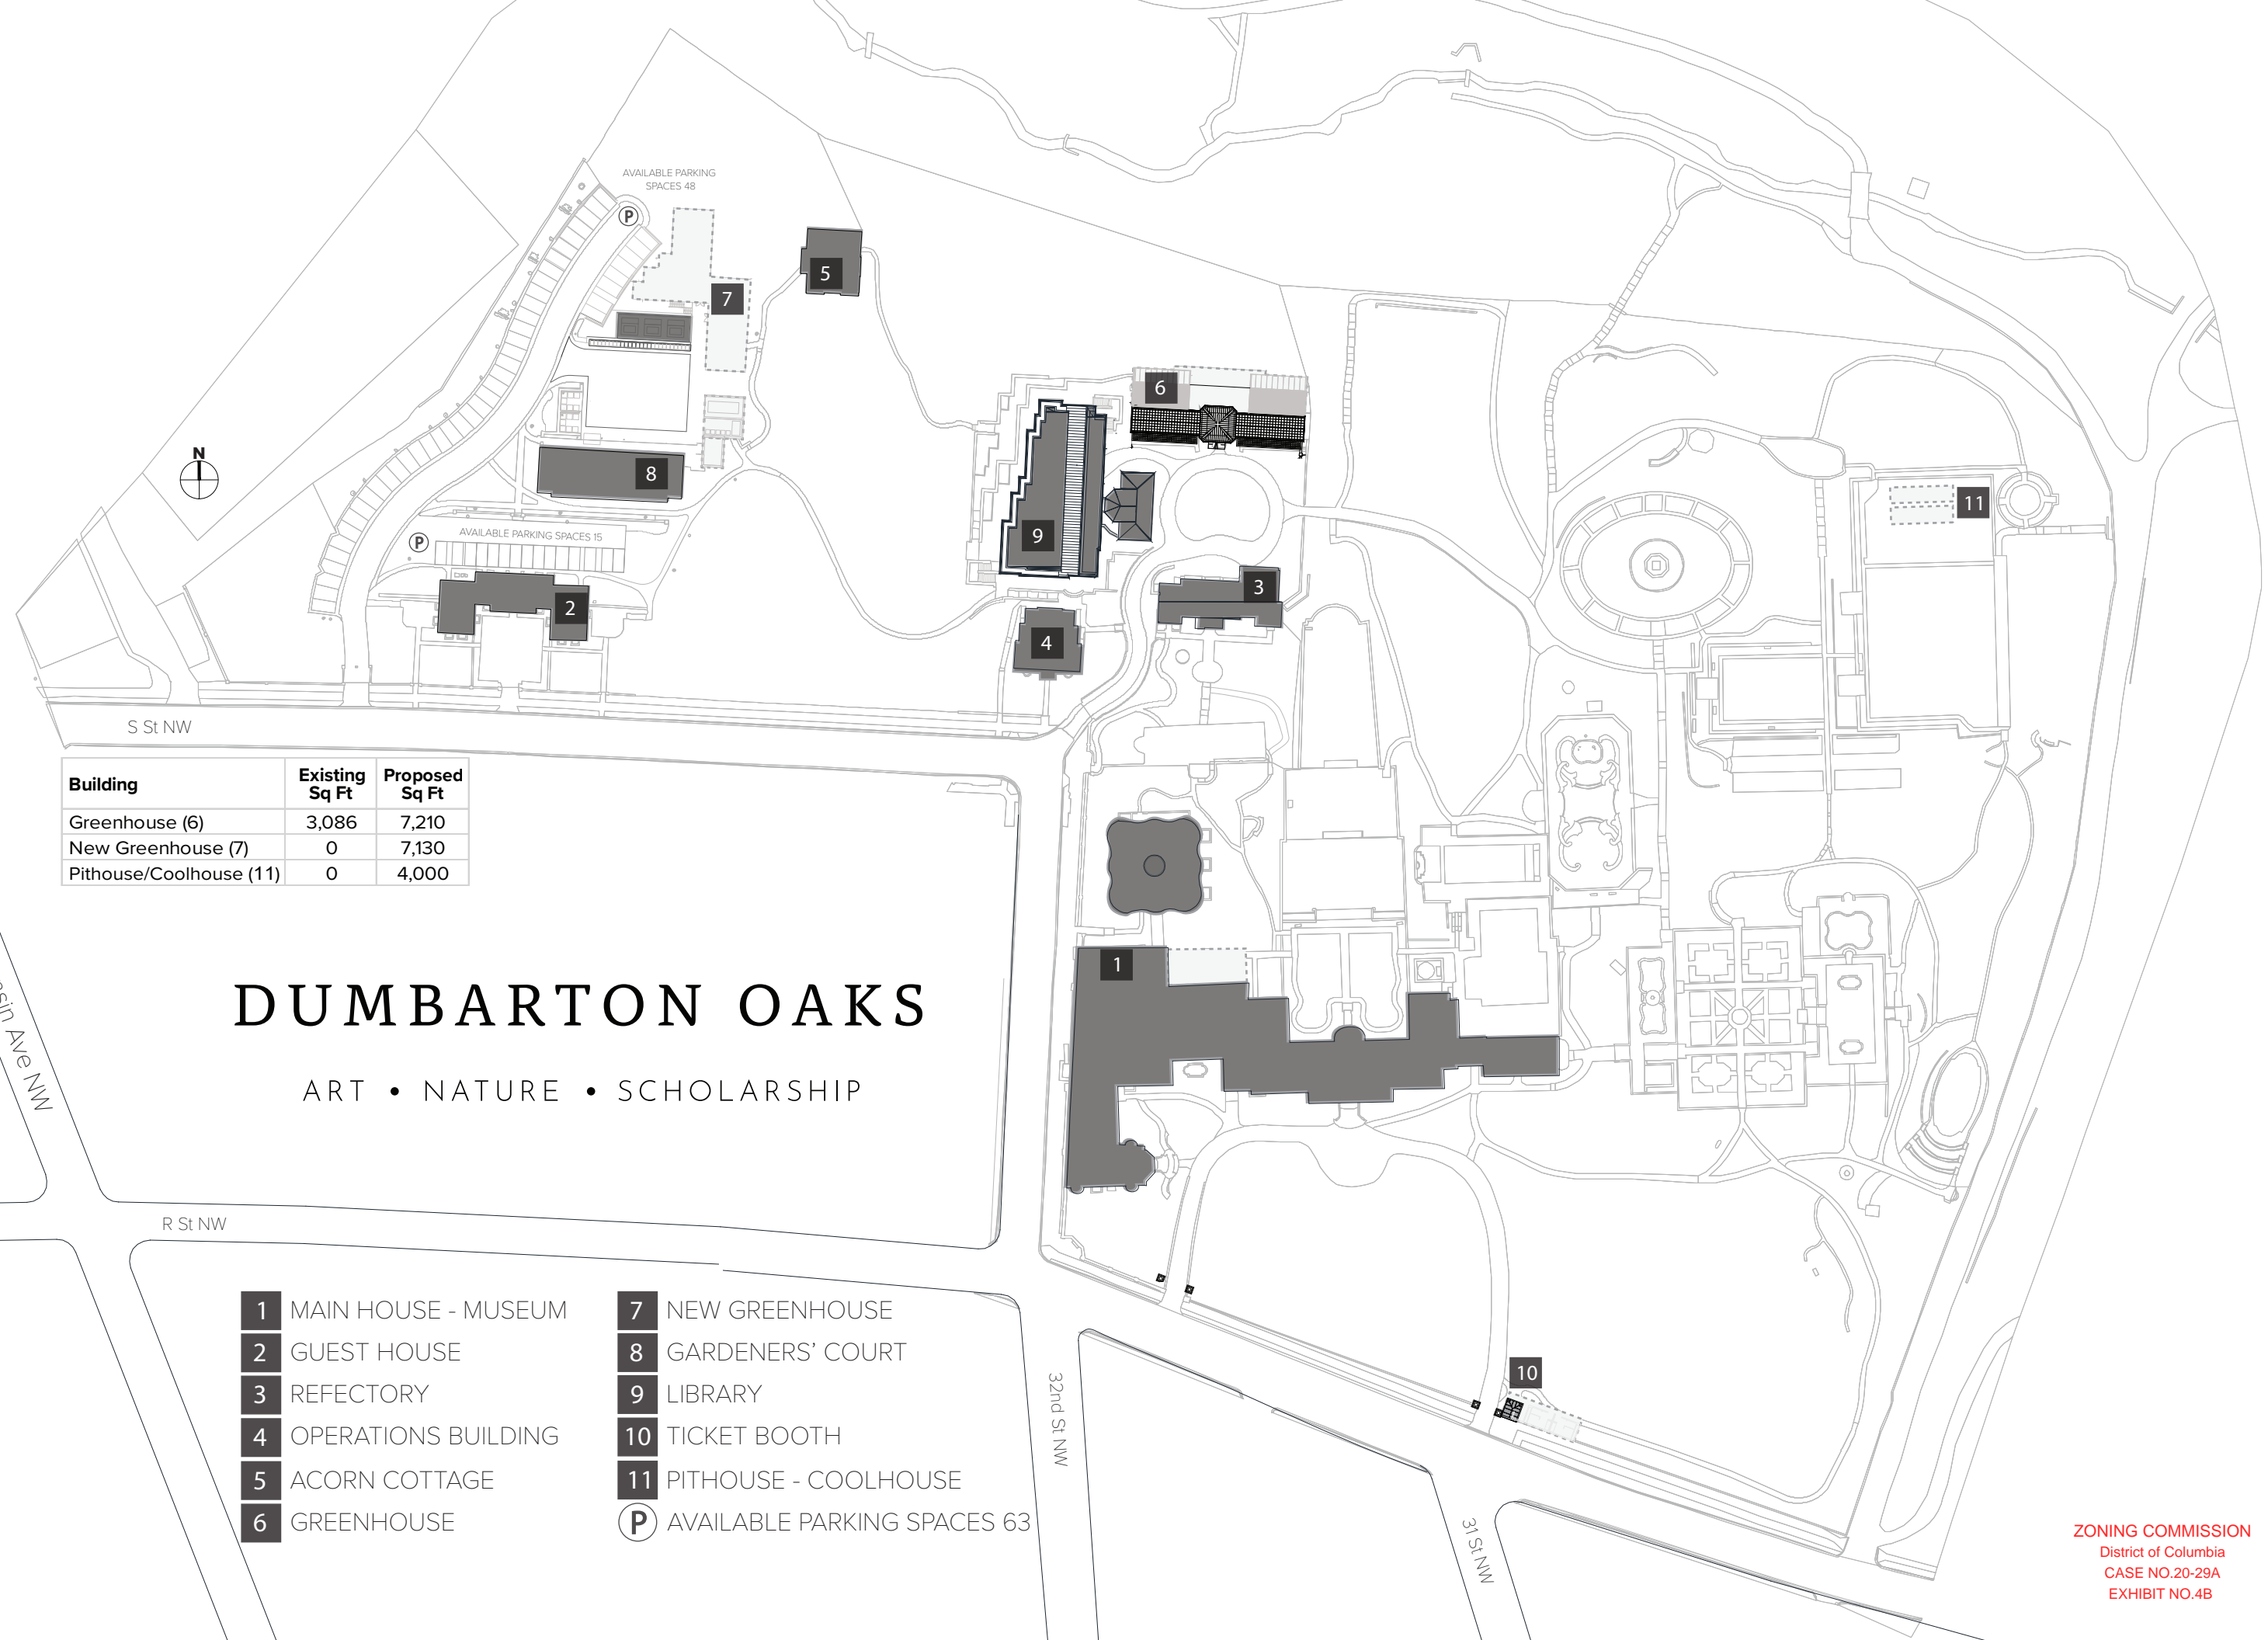 AVAILABLE PARKING
SPACES 48
P
5
7
6
N
8
11
9
AVAILABLE PARKING SPACES 15
P
2
3
4
S St NW
Building Existing Sq Ft Proposed Sq Ft
Greenhouse (6) 3,086 7,210
New Greenhouse (7) 0 7,130
Pithouse/Coolhouse (11) 0 4,000
1
DUMBARTON OAKS
Ave NW
ART • NATURE • SCHOLARSHIP
R St NW
1 MAIN HOUSE - MUSEUM
2 GUEST HOUSE
3 REFECTORY
4 OPERATIONS BUILDING
5 ACORN COTTAGE
6 GREENHOUSE
7 NEW GREENHOUSE
8 GARDENERS’ COURT
9 LIBRARY
10 TICKET BOOTH
11 PITHOUSE - COOLHOUSE
P AVAILABLE PARKING SPACES 63
32nd St NW
10
31 St NW
ZONING COMMISSION
District of Columbia
CASE NO.20-29A
EXHIBIT NO.4B